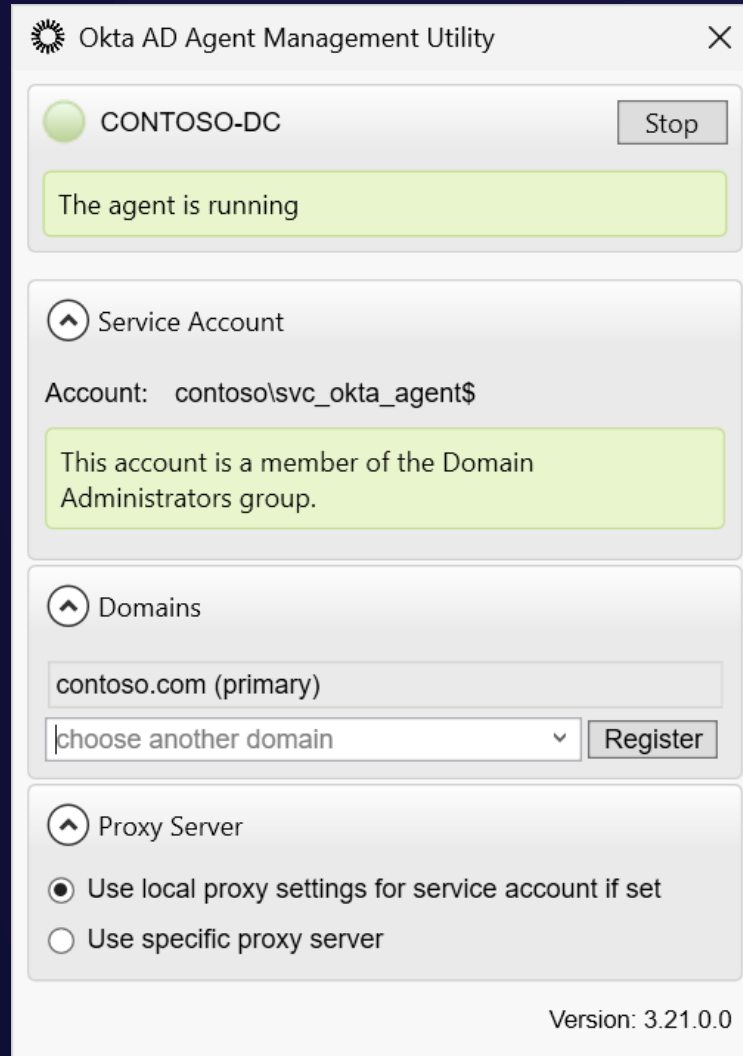 Okta AD Agent Management Utility
CONTOSO-DC
Stop
The agent is running
Service Account
Account: contoso\svc_okta_agent$
This account is a member of the Domain
Administrators group.
Domains
contoso.com (primary)
choose another domain
Register
Proxy Server
Use local proxy settings for service account if set
Use specific proxy server
Version: 3.21.0.0